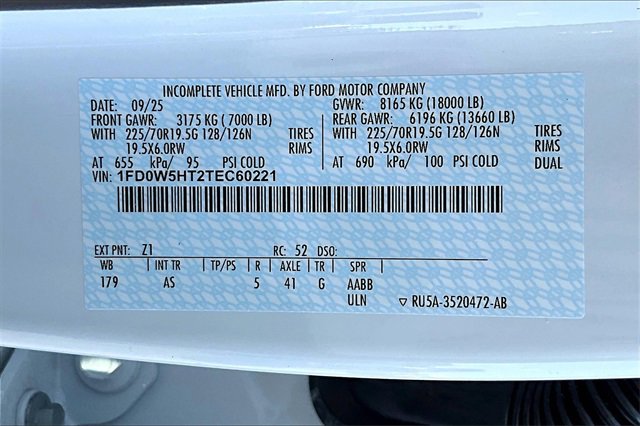 INCOMPLETE VEHICLE MFD. BY FORD MOTOR COMPANY
DATE: 09/25 GVWR: 8165 KG (18000 LB)
FRONT GAWR: 3175 KG (7000 LB) REAR GAWR: 6196 KG (13660 LB)
WITH 225/70R19.5G 128/126N TIRES WITH 225/70R19.5G 128/126N TIRES
19.5X6.0RW RIMS 19.5X6.0RW RIMS
AT 655 kPa/ 95 PSI COLD AT 690 kPa/ 100 PSI COLD DUAL
VIN: 1FD0W5HT2TEC60221
EXT PNT: Z1 RC: 52 DSO:
WB INT TR TP/PS R AXLE TR SPR
179 AS 5 41 G AABB
ULN ▽ RU5A-3520472-AB